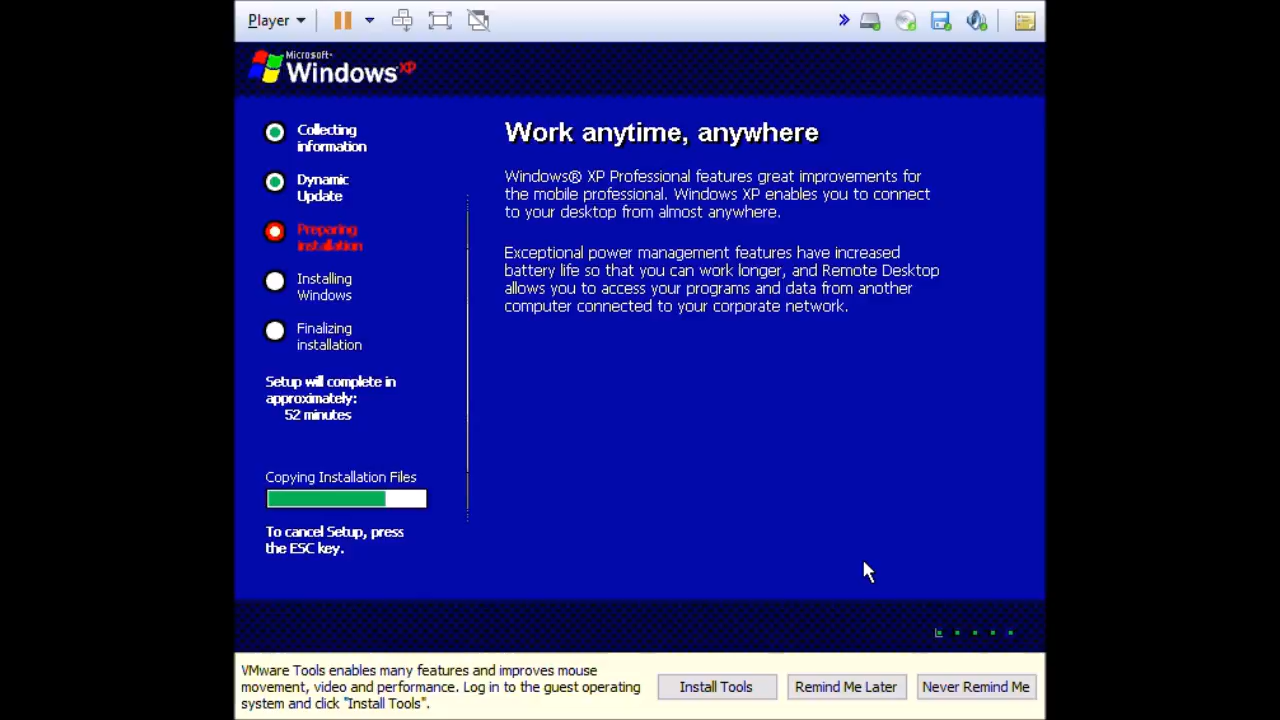 Player
Microsoft
Windows XP
Collecting
information
Dynamic
Update
Preparing
installation
Installing
Windows
Finalizing
installation
Setup will complete in
approximately:
52 minutes
Copying Installation Files
To cancel Setup, press
the ESC key.
Work anytime, anywhere
Windows® XP Professional features great improvements for
the mobile professional. Windows XP enables you to connect
to your desktop from almost anywhere.
Exceptional power management features have increased
battery life so that you can work longer, and Remote Desktop
allows you to access your programs and data from another
computer connected to your corporate network.
VMware Tools enables many features and improves mouse
movement, video and performance. Log in to the guest operating
system and click "Install Tools".
Install Tools
Remind Me Later
Never Remind Me